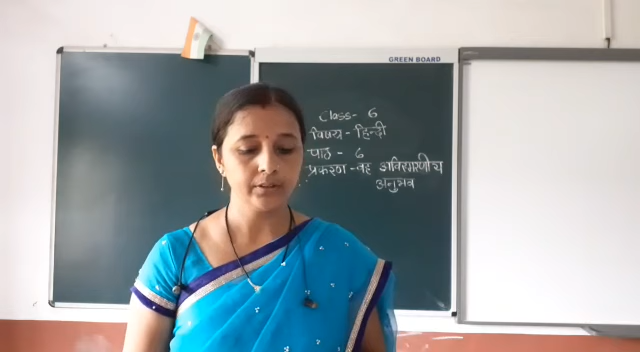 GREEN BOARD
Class- 6
विषय - हिन्दी
पाठ - 6
प्रकरण - वह अविस्मरणीय
अनुभव